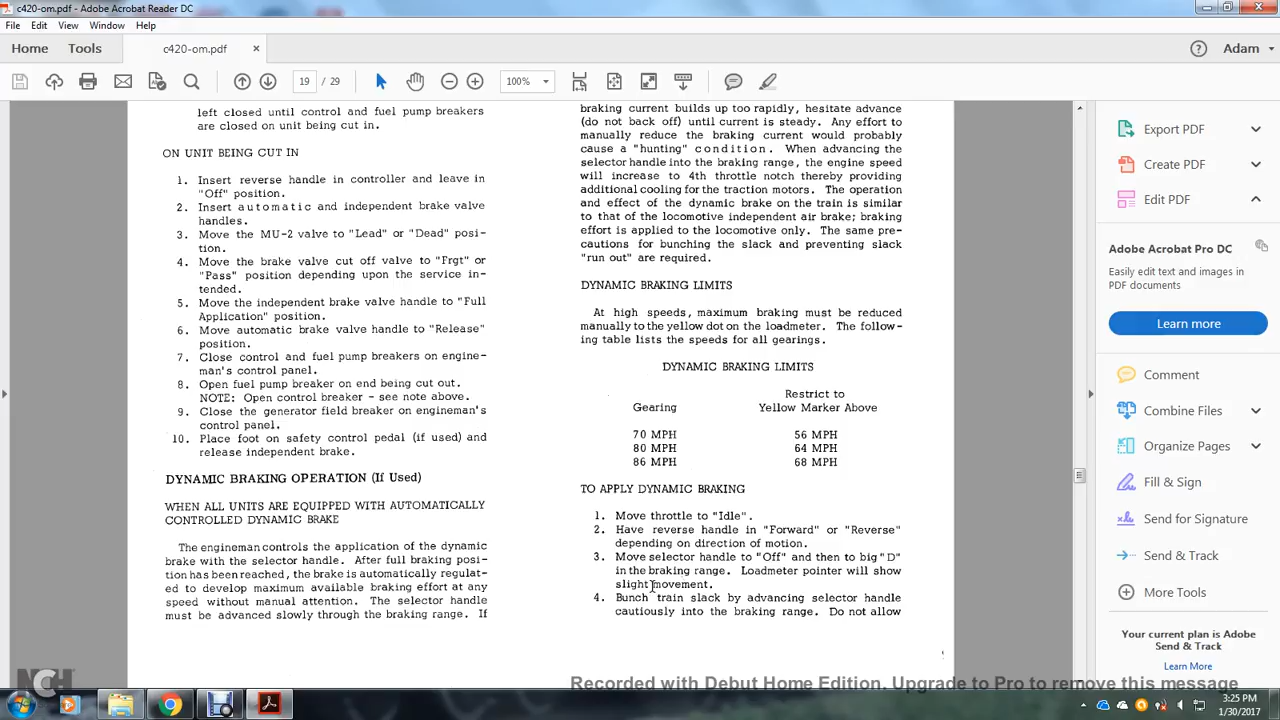 c420-om.pdf - Adobe Acrobat Reader DC
File Edit View Window Help
Home Tools c420-om.pdf × Adam
19 / 29 100%
left closed until control and fuel pump breakers
are closed on unit being cut in.
ON UNIT BEING CUT IN
1. Insert reverse handle in controller and leave in
"Off" position.
2. Insert automatic and independent brake valve
handles.
3. Move the MU-2 valve to "Lead" or "Dead" posi-
tion.
4. Move the brake valve cut off valve to "Frgt" or
"Pass" position depending upon the service in-
tended.
5. Move the independent brake valve handle to "Full
Application" position.
6. Move automatic brake valve handle to "Release"
position.
7. Close control and fuel pump breakers on engine-
man's control panel.
8. Open fuel pump breaker on end being cut out.
NOTE: Open control breaker - see note above.
9. Close the generator field breaker on engineman's
control panel.
10. Place foot on safety control pedal (if used) and
release independent brake.
DYNAMIC BRAKING OPERATION (If Used)
WHEN ALL UNITS ARE EQUIPPED WITH AUTOMATICALLY
CONTROLLED DYNAMIC BRAKE
The engineman controls the application of the dynamic
brake with the selector handle. After full braking posi-
tion has been reached, the brake is automatically regulat-
ed to develop maximum available braking effort at any
speed without manual attention. The selector handle
must be advanced slowly through the braking range. If
braking current builds up too rapidly, hesitate advance
(do not back off) until current is steady. Any effort to
manually reduce the braking current would probably
cause a "hunting" condition. When advancing the
selector handle into the braking range, the engine speed
will increase to 4th throttle notch thereby providing
additional cooling for the traction motors. The operation
and effect of the dynamic brake on the train is similar
to that of the locomotive independent air brake; braking
effort is applied to the locomotive only. The same pre-
cautions for bunching the slack and preventing slack
"run out" are required.
DYNAMIC BRAKING LIMITS
At high speeds, maximum braking must be reduced
manually to the yellow dot on the loadmeter. The follow-
ing table lists the speeds for all gearings.
DYNAMIC BRAKING LIMITS
Restrict to
Gearing Yellow Marker Above
70 MPH 56 MPH
80 MPH 64 MPH
86 MPH 68 MPH
TO APPLY DYNAMIC BRAKING
1. Move throttle to "Idle".
2. Have reverse handle in "Forward" or "Reverse"
depending on direction of motion.
3. Move selector handle to "Off" and then to big "D"
in the braking range. Loadmeter pointer will show
slight movement.
4. Bunch train slack by advancing selector handle
cautiously into the braking range. Do not allow
Export PDF
Create PDF
Edit PDF
Adobe Acrobat Pro DC
Easily edit text and images in
PDF documents
Learn more
Comment
Combine Files
Organize Pages
Fill & Sign
Send for Signature
Send & Track
More Tools
Your current plan is Adobe
Send & Track
Learn More
NCH
Recorded with Debut Home Edition. Upgrade to Pro to remove this message
3:25 PM
1/30/2017